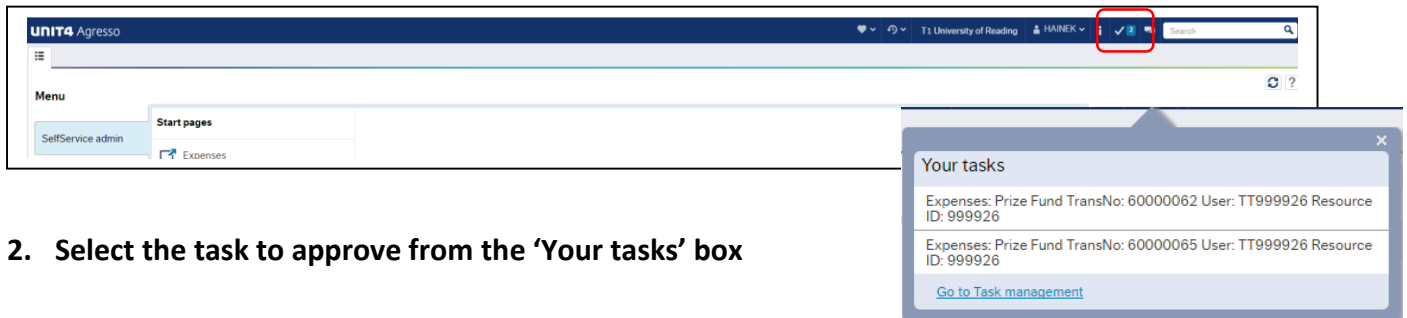 UNIT4 Agresso
T1 University of Reading
HAINEK
2
Search
?
Menu
SelfService admin
Start pages
Expenses
Your tasks
Expenses: Prize Fund TransNo: 60000062 User: TT999926 Resource
ID: 999926
Expenses: Prize Fund TransNo: 60000065 User: TT999926 Resource
ID: 999926
Go to Task management
2. Select the task to approve from the ‘Your tasks’ box